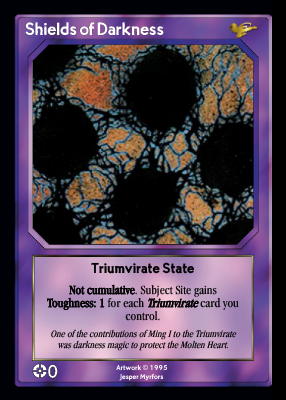 Shields of Darkness
Triumvirate State
Not cumulative. Subject Site gains
Toughness: 1 for each Triumvirate card you
control.
One of the contributions of Ming I to the Triumvirate
was darkness magic to protect the Molten Heart.
0
Artwork © 1995
Jesper Myrfors